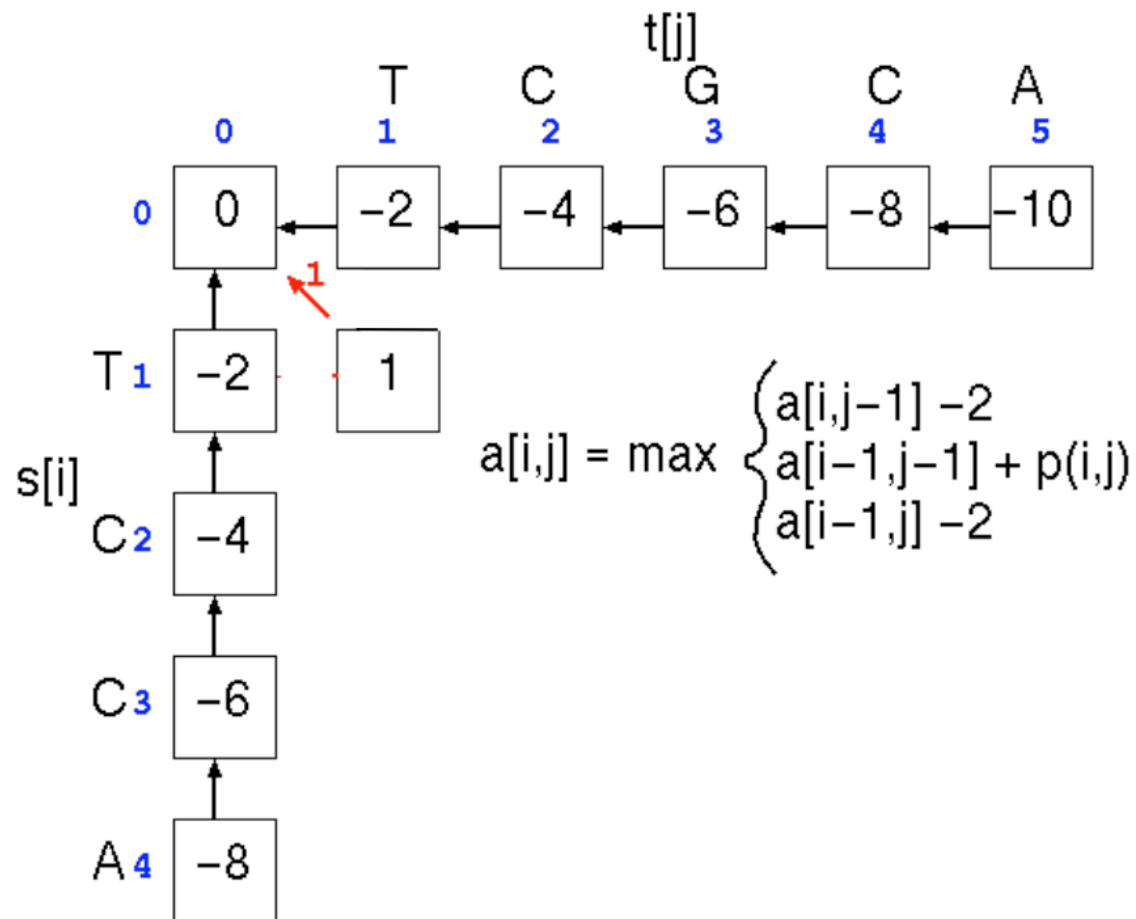 t[j]
T C G C A
0 1 2 3 4 5
0 0 −2 −4 −6 −8 −10
1
T 1 −2 1
a[i,j−1] −2
a[i,j] = max a[i−1,j−1] + p(i,j)
a[i−1,j] −2
s[i]
C 2 −4
C 3 −6
A 4 −8